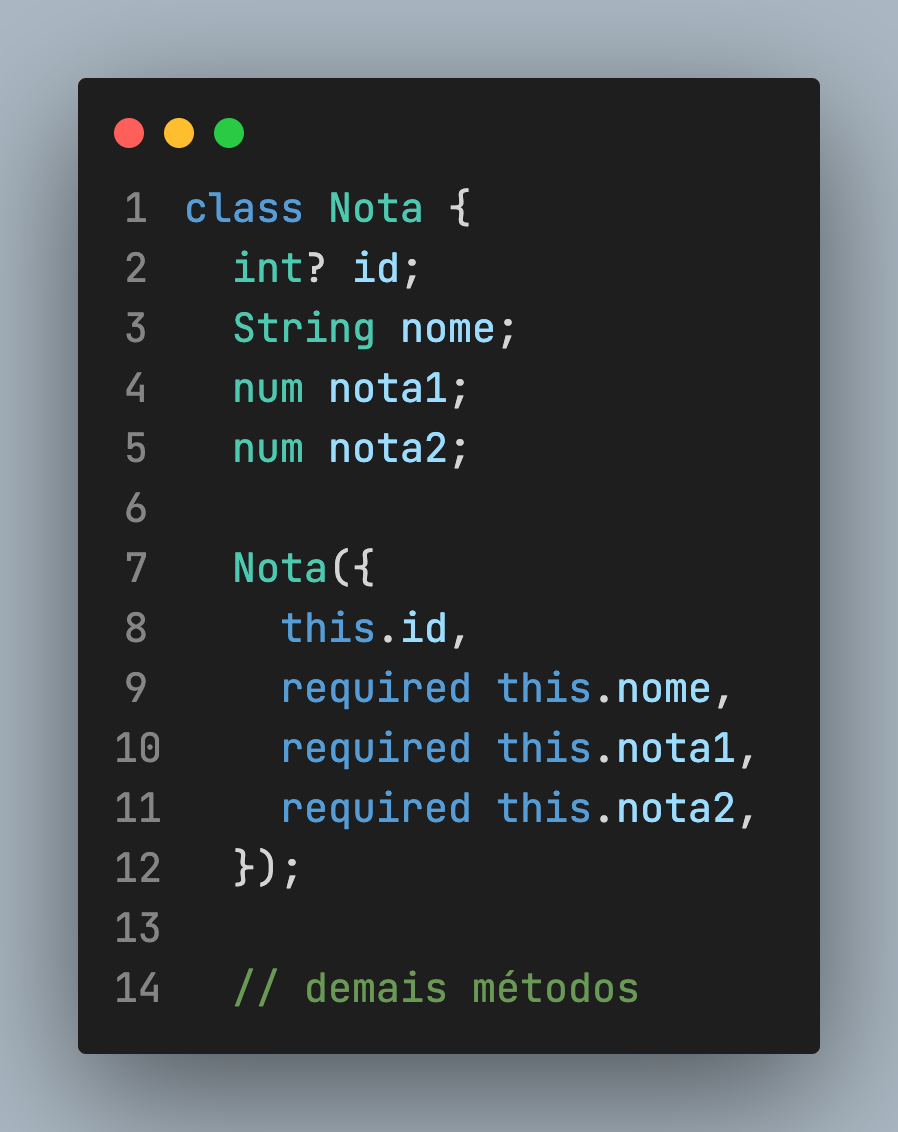 1 class Nota {
2   int? id;
3   String nome;
4   num nota1;
5   num nota2;
6
7   Nota({
8     this.id,
9     required this.nome,
10     required this.nota1,
11     required this.nota2,
12   });
13
14   // demais métodos